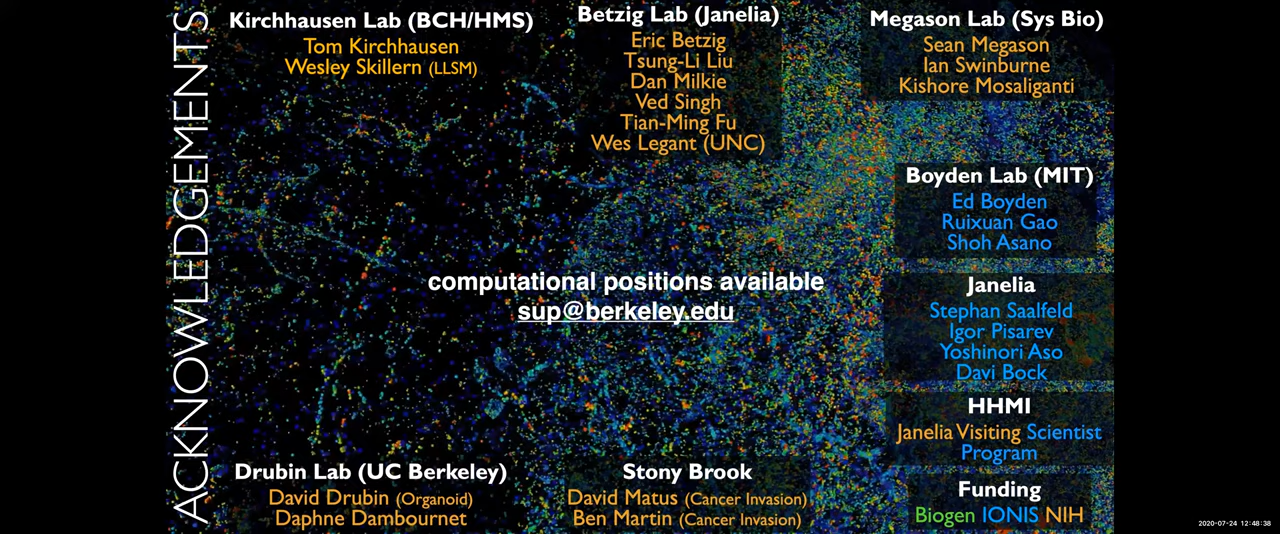 ACKNOWLEDGEMENTS
Kirchhausen Lab (BCH/HMS)
Tom Kirchhausen
Wesley Skillern (LLSM)
Betzig Lab (Janelia)
Eric Betzig
Tsung-Li Liu
Dan Milkie
Ved Singh
Tian-Ming Fu
Wes Legant (UNC)
Megason Lab (Sys Bio)
Sean Megason
Ian Swinburne
Kishore Mosaliganti
Boyden Lab (MIT)
Ed Boyden
Ruixuan Gao
Shoh Asano
computational positions available
sup@berkeley.edu
Janelia
Stephan Saalfeld
Igor Pisarev
Yoshinori Aso
Davi Bock
HHMI
Janelia Visiting Scientist
Program
Drubin Lab (UC Berkeley)
David Drubin (Organoid)
Daphne Dambournet
Stony Brook
David Matus (Cancer Invasion)
Ben Martin (Cancer Invasion)
Funding
Biogen IONIS NIH
2020-07-24 12:48:38